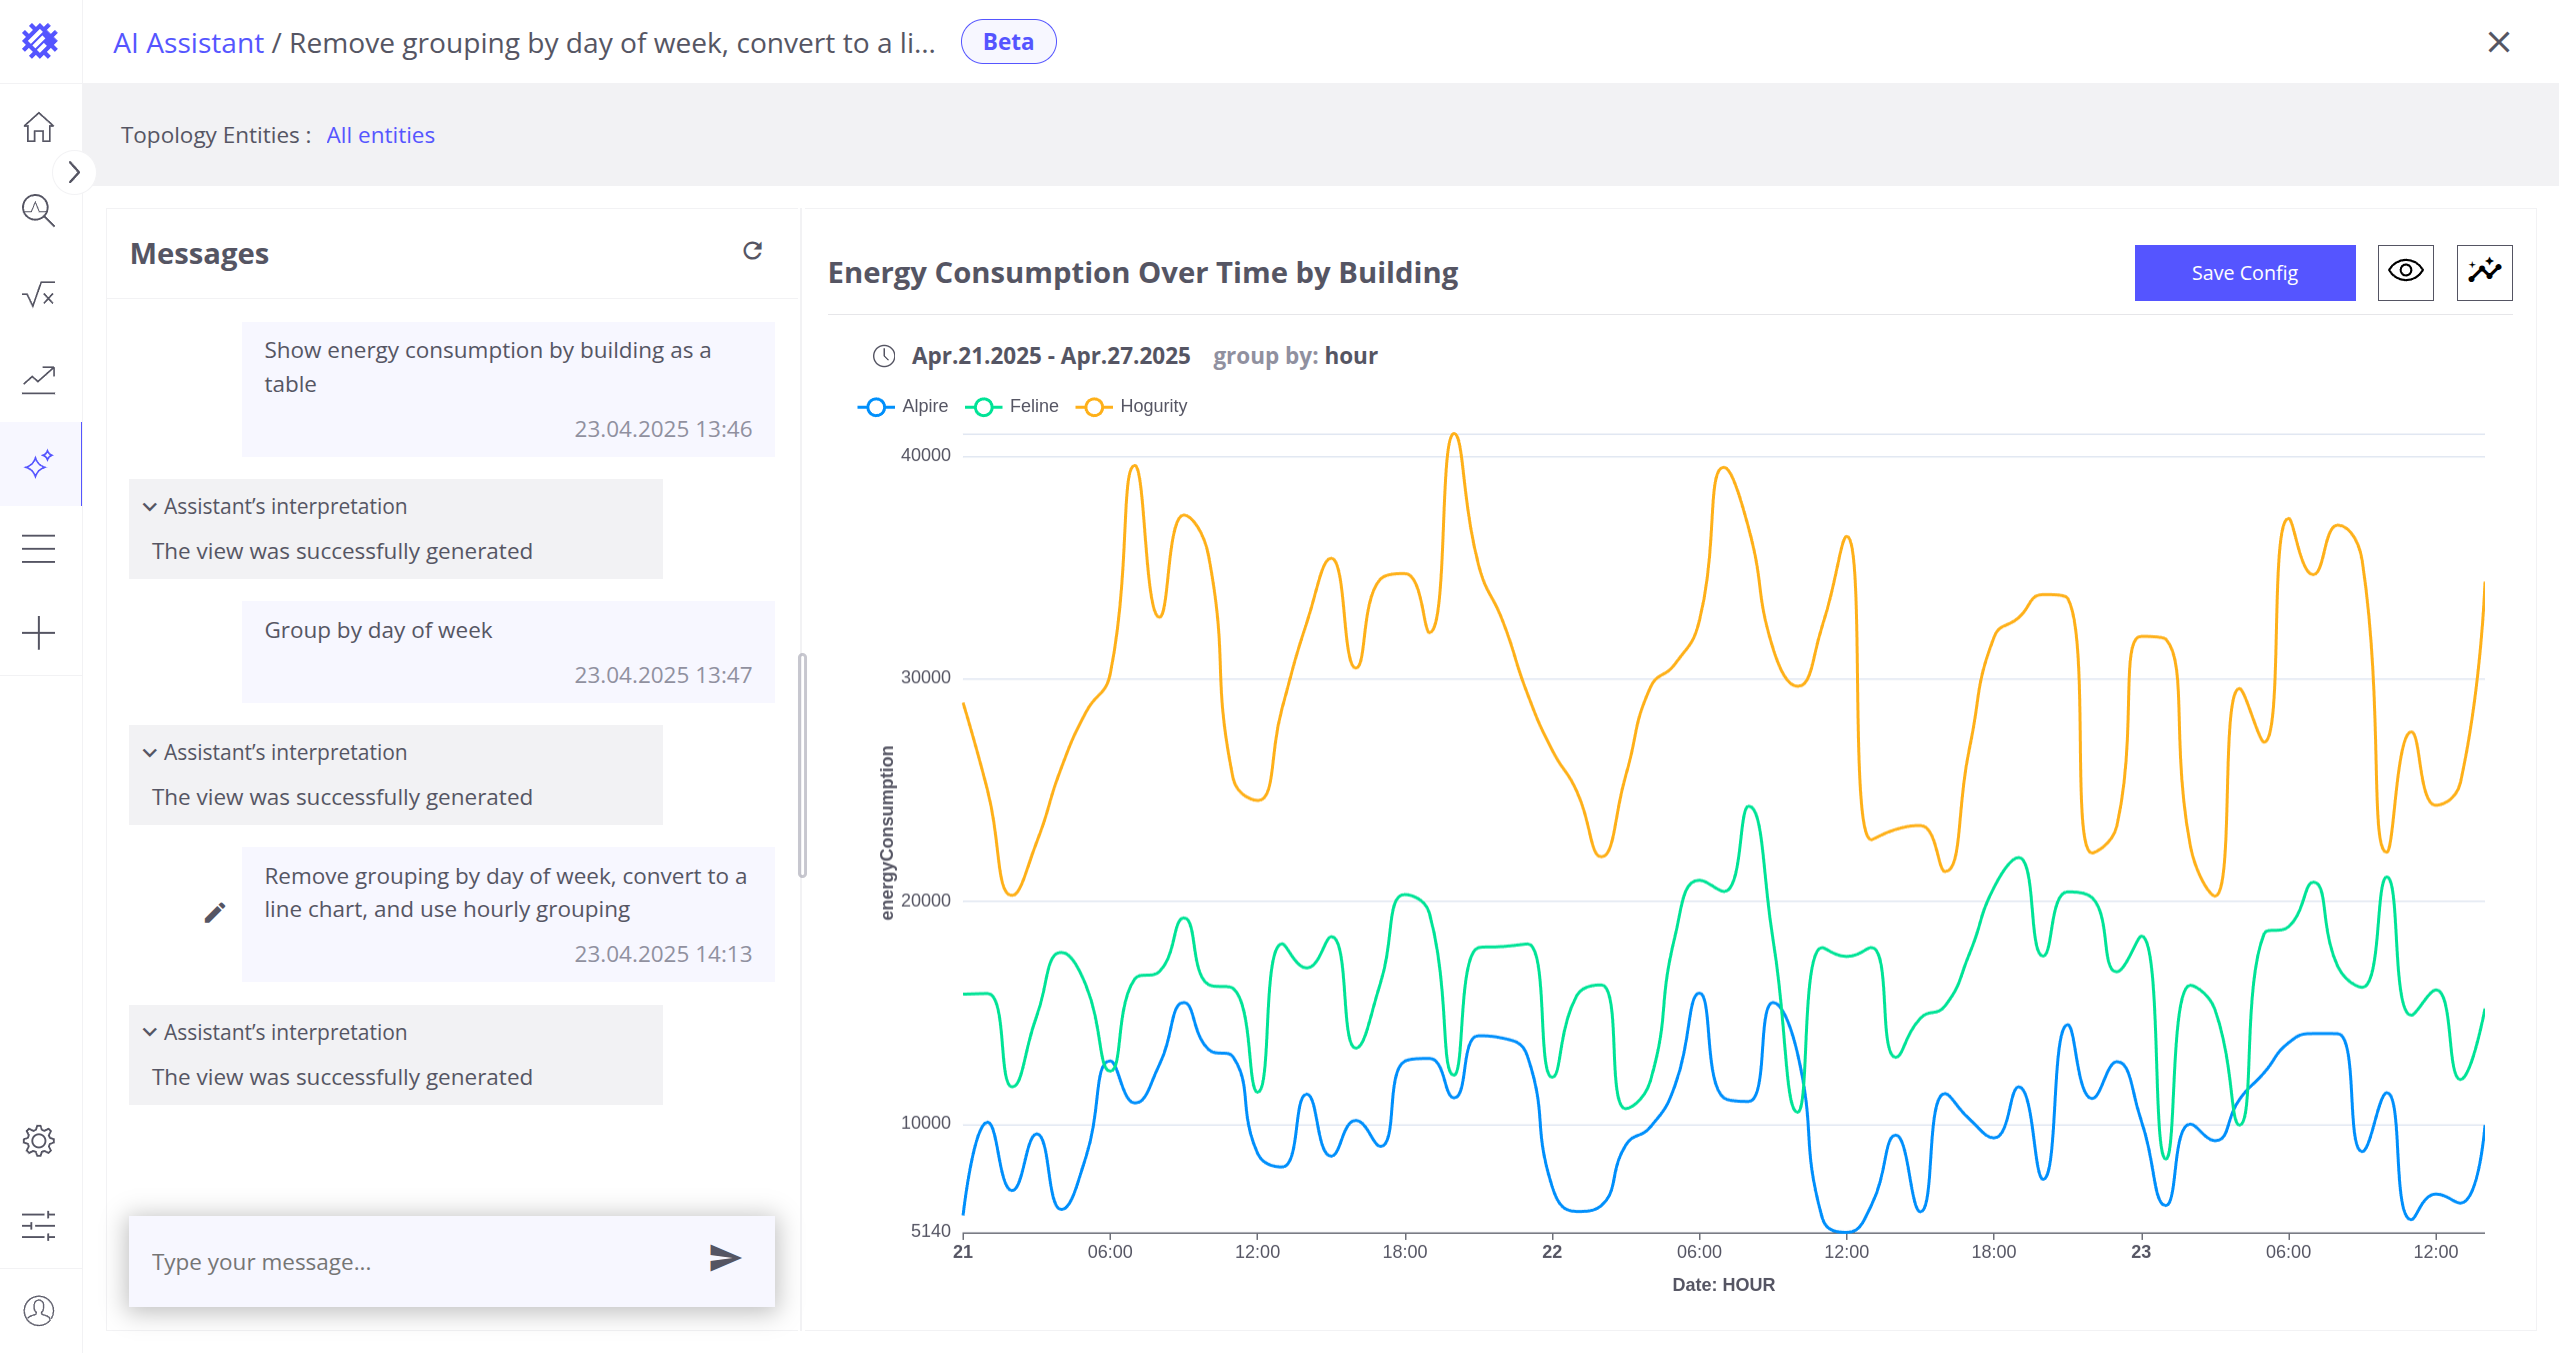 AI Assistant / Remove grouping by day of week, convert to a li... Beta
Topology Entities : All entities
Messages
Show energy consumption by building as a
table
23.04.2025 13:46
Assistant’s interpretation
The view was successfully generated
Group by day of week
23.04.2025 13:47
Assistant’s interpretation
The view was successfully generated
Remove grouping by day of week, convert to a
line chart, and use hourly grouping
23.04.2025 14:13
Assistant’s interpretation
The view was successfully generated
Type your message...
Energy Consumption Over Time by Building
Save Config
Apr.21.2025 - Apr.27.2025 group by: hour
Alpire Feline Hogurity
40000
30000
20000
10000
5140
energyConsumption
21 06:00 12:00 18:00 22 06:00 12:00 18:00 23 06:00 12:00
Date: HOUR